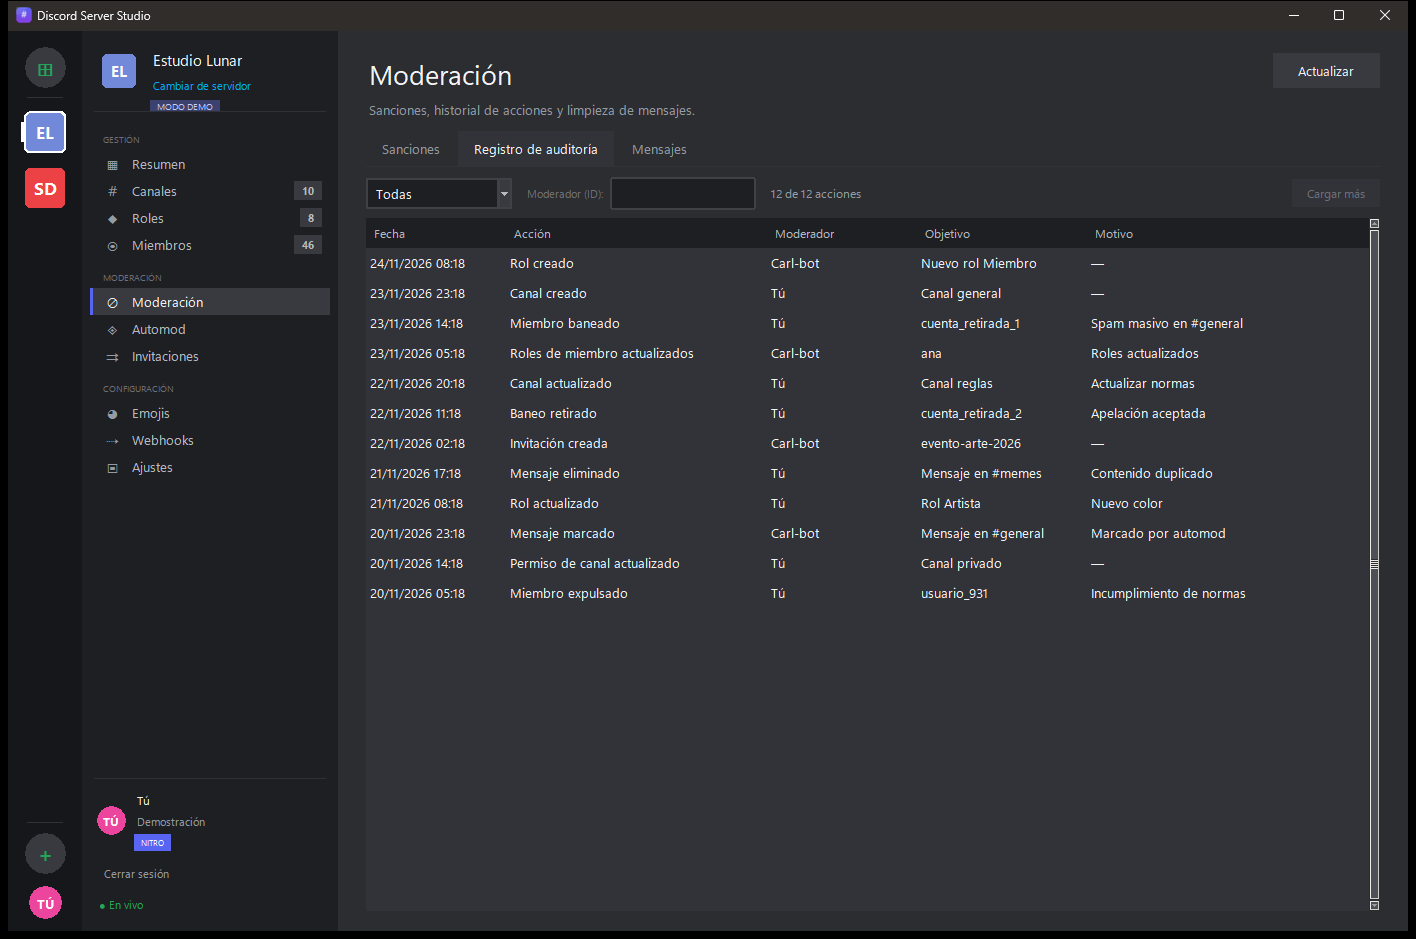 Discord Server Studio
EL
SD
+
TÚ
EL
Estudio Lunar
Cambiar de servidor
MODO DEMO
GESTIÓN
Resumen
# Canales 10
Roles 8
Miembros 46
MODERACIÓN
Moderación
Automod
Invitaciones
CONFIGURACIÓN
Emojis
Webhooks
Ajustes
TÚ
Tú
Demostración
NITRO
Cerrar sesión
● En vivo
Moderación
Actualizar
Sanciones, historial de acciones y limpieza de mensajes.
Sanciones Registro de auditoría Mensajes
Todas Moderador (ID): 12 de 12 acciones Cargar más
Fecha Acción Moderador Objetivo Motivo
24/11/2026 08:18 Rol creado Carl-bot Nuevo rol Miembro —
23/11/2026 23:18 Canal creado Tú Canal general —
23/11/2026 14:18 Miembro baneado Tú cuenta_retirada_1 Spam masivo en #general
23/11/2026 05:18 Roles de miembro actualizados Carl-bot ana Roles actualizados
22/11/2026 20:18 Canal actualizado Tú Canal reglas Actualizar normas
22/11/2026 11:18 Baneo retirado Tú cuenta_retirada_2 Apelación aceptada
22/11/2026 02:18 Invitación creada Carl-bot evento-arte-2026 —
21/11/2026 17:18 Mensaje eliminado Tú Mensaje en #memes Contenido duplicado
21/11/2026 08:18 Rol actualizado Tú Rol Artista Nuevo color
20/11/2026 23:18 Mensaje marcado Carl-bot Mensaje en #general Marcado por automod
20/11/2026 14:18 Permiso de canal actualizado Tú Canal privado —
20/11/2026 05:18 Miembro expulsado Tú usuario_931 Incumplimiento de normas